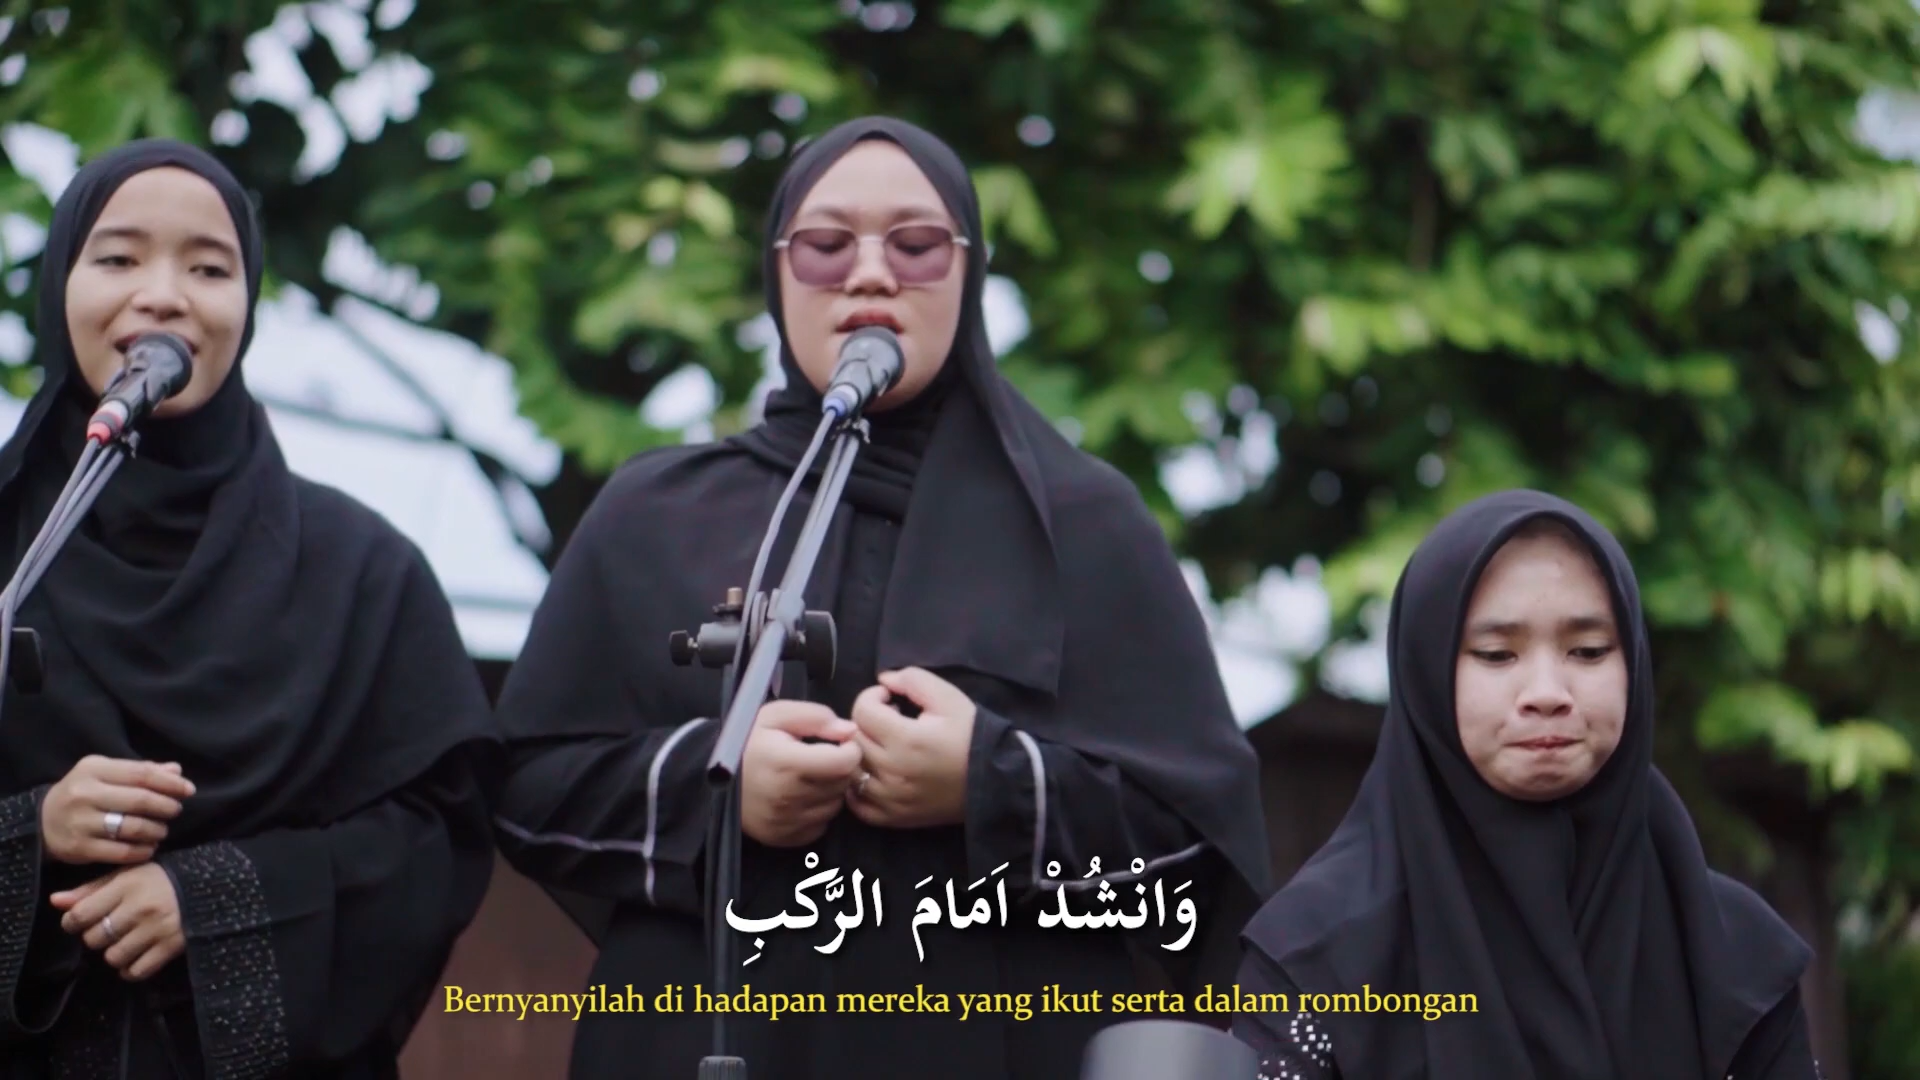 وَانْشُدْ اَمَامَ الرَّكْبِ
Bernyanyilah di hadapan mereka yang ikut serta dalam rombongan